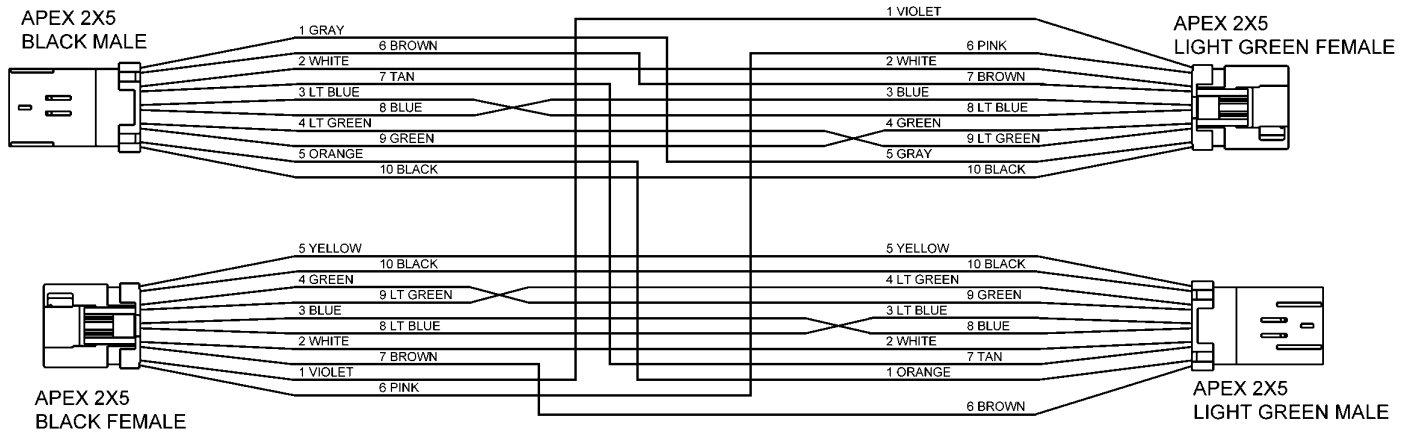 APEX 2X5
BLACK MALE
1 GRAY
6 BROWN
2 WHITE
7 TAN
3 LT BLUE
8 BLUE
4 LT GREEN
9 GREEN
5 ORANGE
10 BLACK
1 VIOLET
6 PINK
2 WHITE
7 BROWN
3 BLUE
8 LT BLUE
4 GREEN
9 LT GREEN
5 GRAY
10 BLACK
APEX 2X5
LIGHT GREEN FEMALE
5 YELLOW
10 BLACK
4 GREEN
9 LT GREEN
3 BLUE
8 LT BLUE
2 WHITE
7 BROWN
1 VIOLET
6 PINK
APEX 2X5
BLACK FEMALE
5 YELLOW
10 BLACK
4 LT GREEN
9 GREEN
3 LT BLUE
8 BLUE
2 WHITE
7 TAN
1 ORANGE
6 BROWN
APEX 2X5
LIGHT GREEN MALE